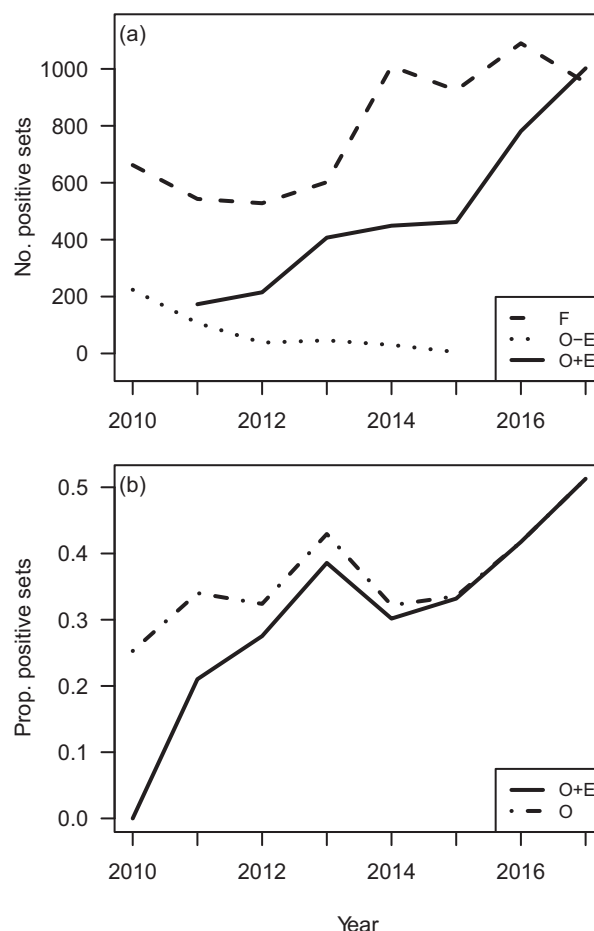 (a)
No. positive sets
1000
800
600
400
200
0
F
O−E
O+E
2010 2012 2014 2016
(b)
Prop. positive sets
0.5
0.4
0.3
0.2
0.1
0.0
O+E
O
2010 2012 2014 2016
Year